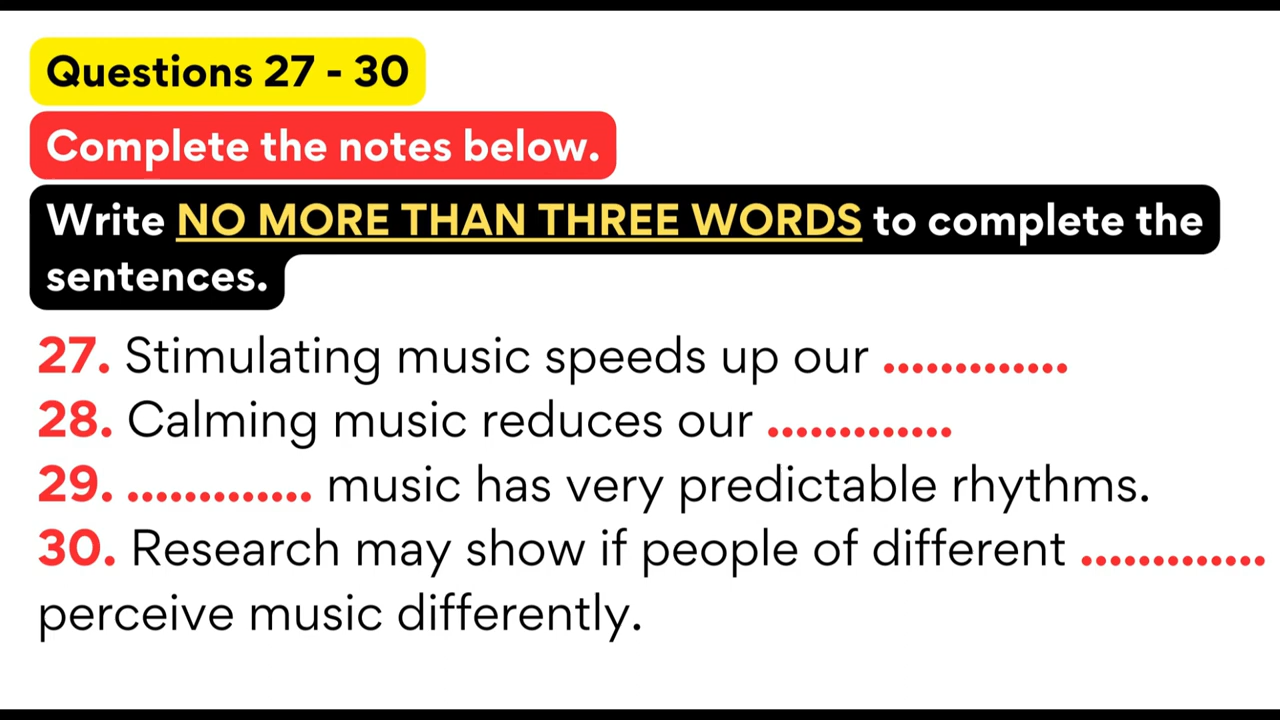 Questions 27 - 30
Complete the notes below.
Write NO MORE THAN THREE WORDS to complete the
sentences.
27. Stimulating music speeds up our .............
28. Calming music reduces our .............
29. ............. music has very predictable rhythms.
30. Research may show if people of different .............
perceive music differently.